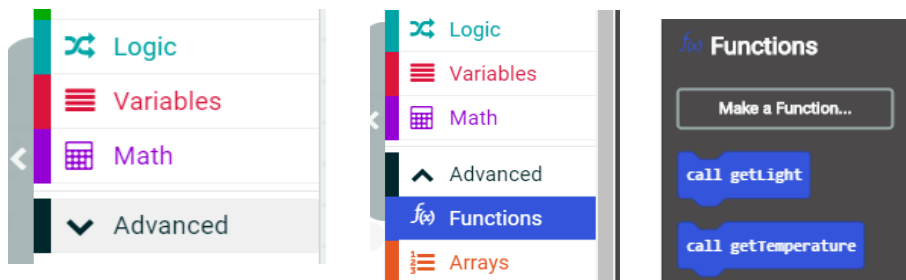 Logic
Variables
Math
Advanced
Logic
Variables
Math
Advanced
f(x) Functions
Arrays
f(x) Functions
Make a Function...
call getLight
call getTemperature